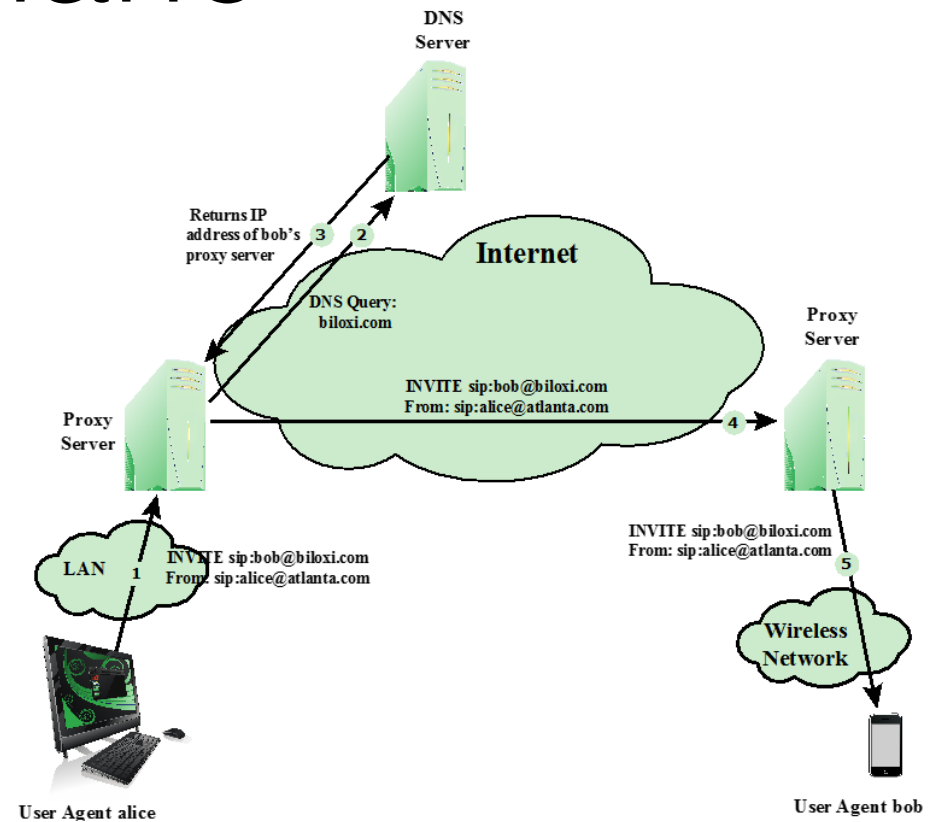 DNS
Server
Returns IP
address of bob's
proxy server
3
2
Internet
DNS Query:
biloxi.com
Proxy
Server
INVITE sip:bob@biloxi.com
From: sip:alice@atlanta.com
4
Proxy
Server
LAN
1
INVITE sip:bob@biloxi.com
From: sip:alice@atlanta.com
INVITE sip:bob@biloxi.com
From: sip:alice@atlanta.com
5
Wireless
Network
User Agent alice
User Agent bob